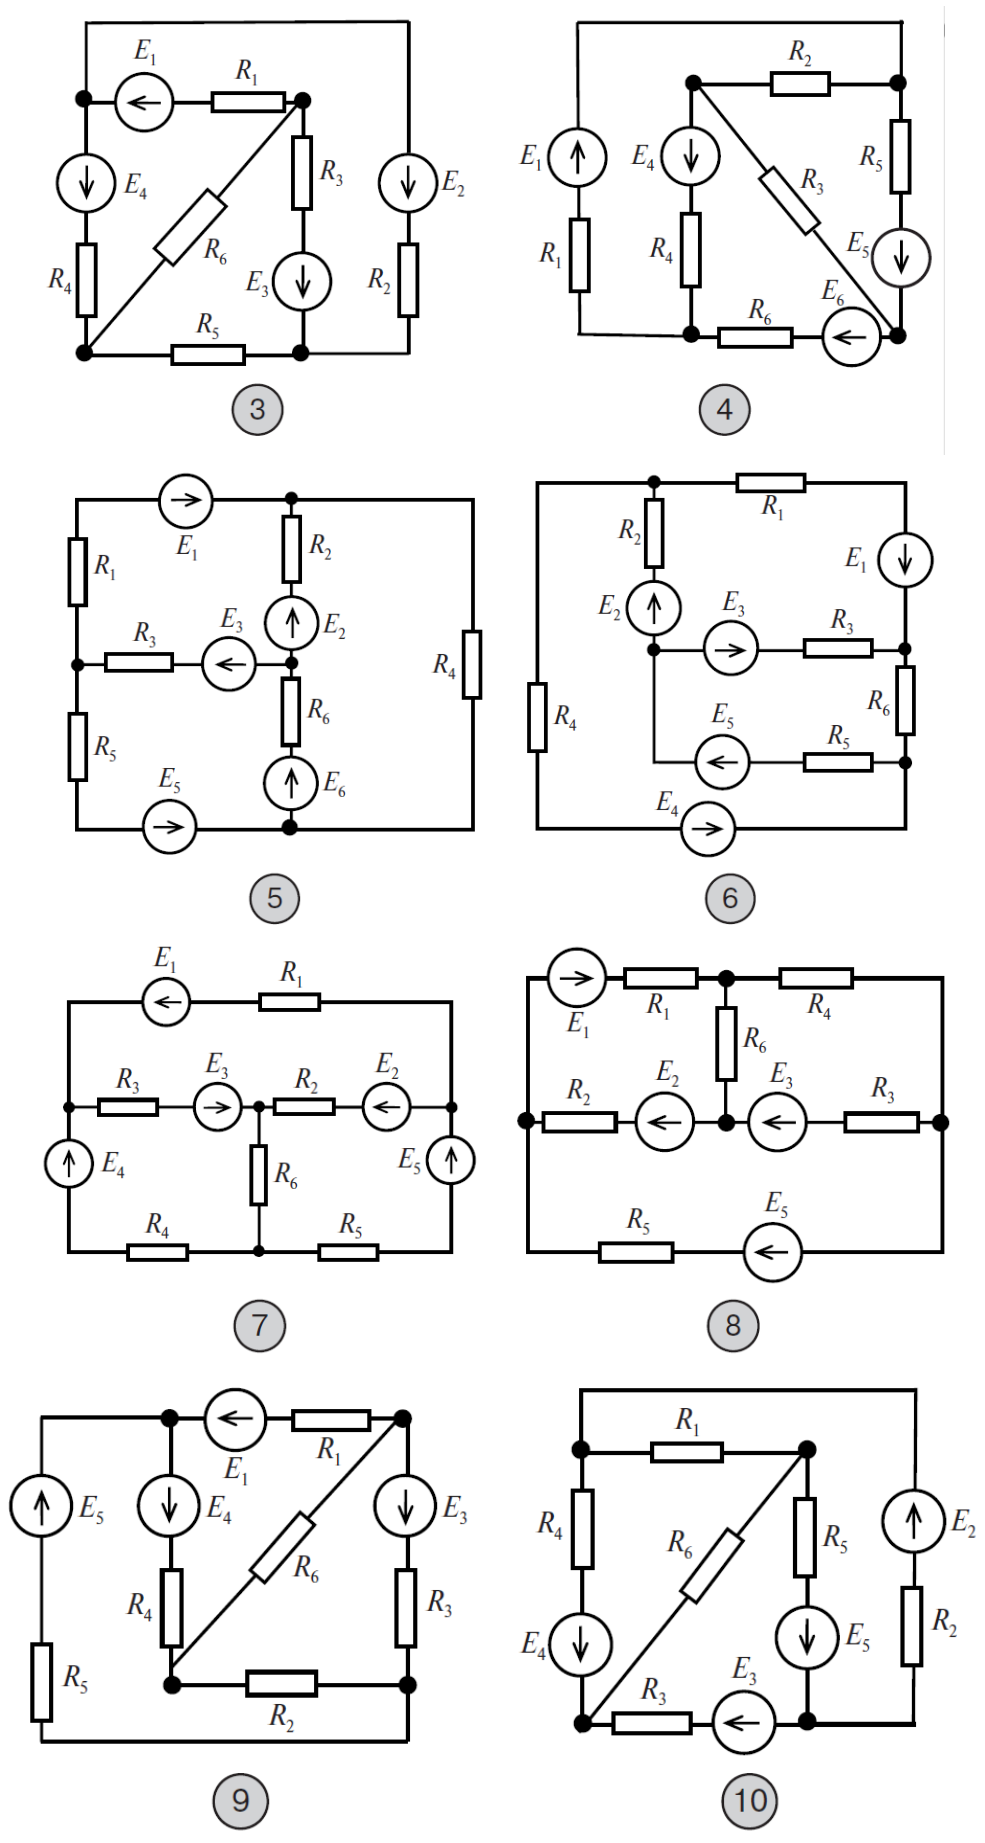 E1 R1
E4 R3 E2
R6
R4 E3 R2
R5
3
R2
E1 E4 R5
R3
R1 R4 E5
R6 E6
4
E1
R1 R2
R3 E3 E2
R4
R5 R6
E5 E6
5
R1
R2 E1
E2 E3 R3
R4 E5 R5 R6
E4
6
E1 R1
R3 E3 R2 E2
E4 R6 E5
R4 R5
7
E1 R1 R4
R6
R2 E2 E3 R3
R5 E5
8
E1 R1
E5 E4 E3
R6
R4 R3
R5 R2
9
R1
R4 R6 R5 E2
E4 E5 R2
R3 E3
10